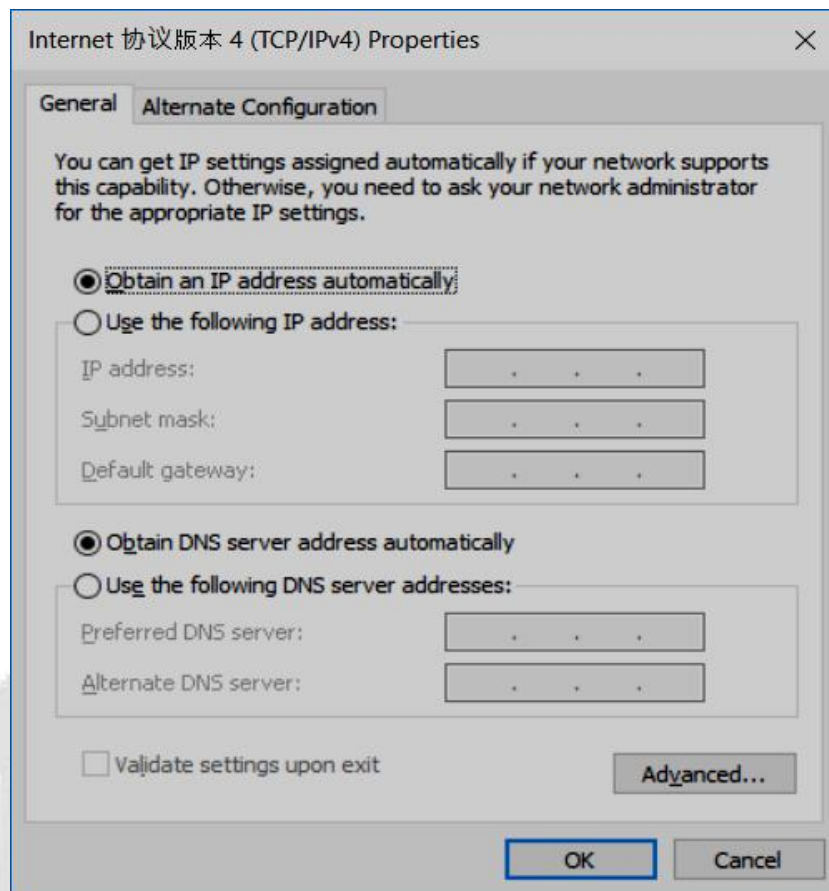 Internet 协议版本 4 (TCP/IPv4) Properties
General
Alternate Configuration
You can get IP settings assigned automatically if your network supports
this capability. Otherwise, you need to ask your network administrator
for the appropriate IP settings.
Obtain an IP address automatically
Use the following IP address:
IP address:
Subnet mask:
Default gateway:
Obtain DNS server address automatically
Use the following DNS server addresses:
Preferred DNS server:
Alternate DNS server:
Validate settings upon exit
Advanced...
OK
Cancel